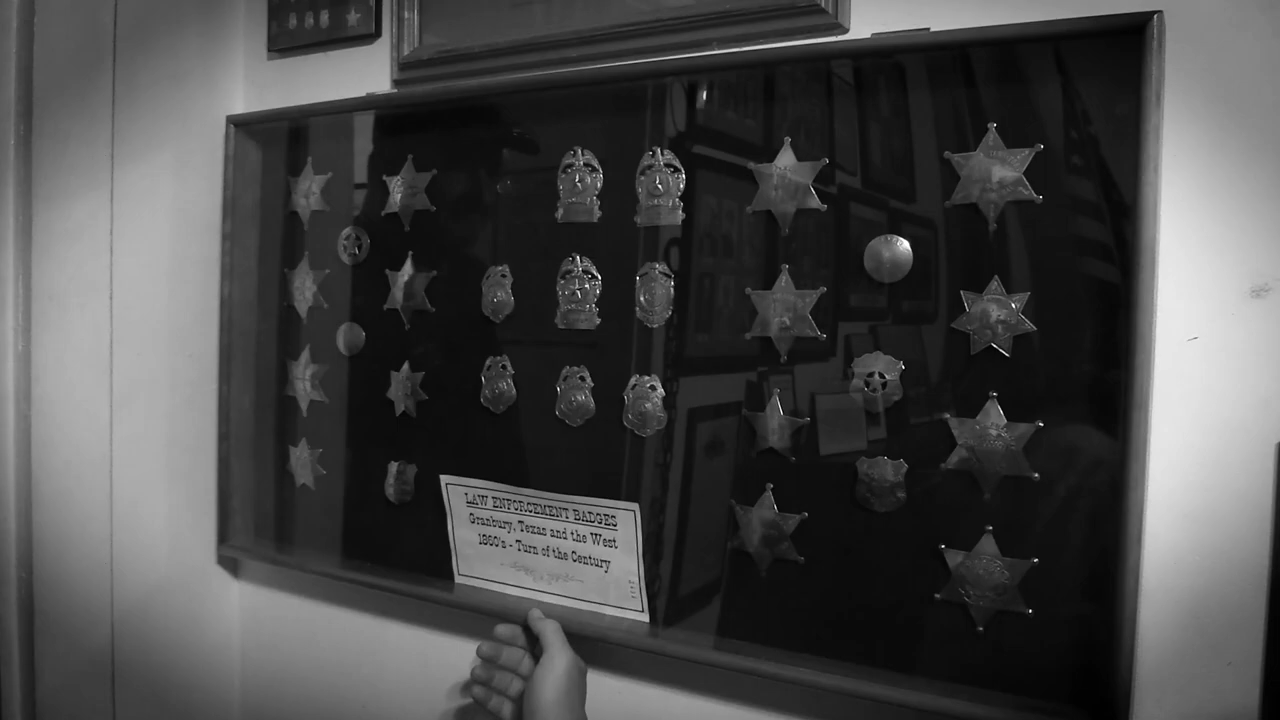 LAW ENFORCEMENT BADGES
Granbury, Texas and the West
1860's - Turn of the Century